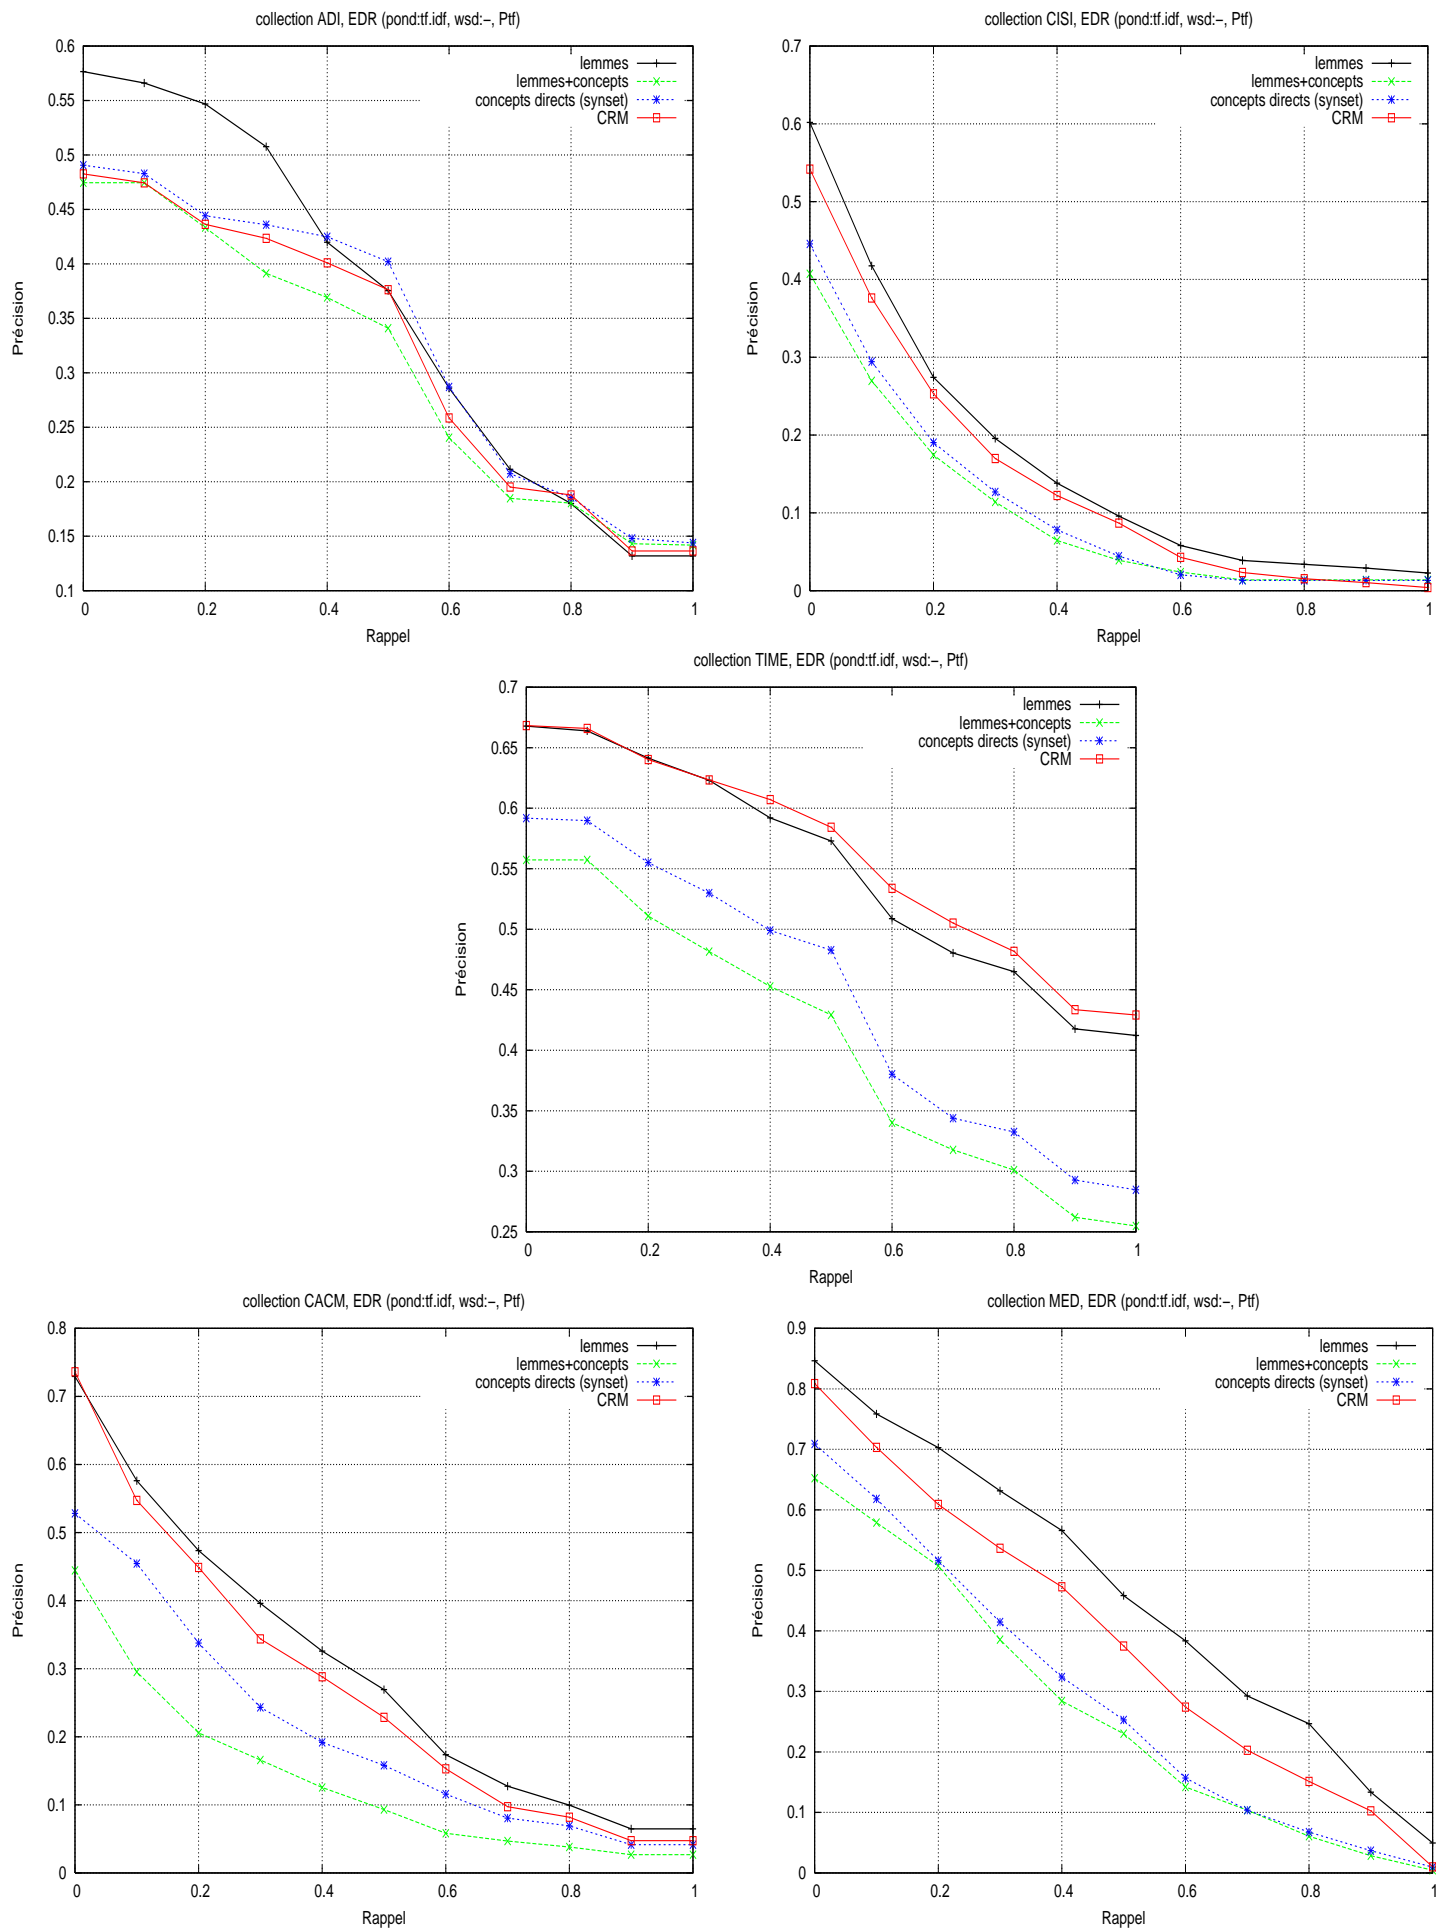 collection ADI, EDR (pond:tf.idf, wsd:−, Ptf)
0.6
0.55
0.5
0.45
0.4
0.35
0.3
0.25
0.2
0.15
0.1
0 0.2 0.4 0.6 0.8 1
Précision
Rappel
lemmes
lemmes+concepts
concepts directs (synset)
CRM
collection CISI, EDR (pond:tf.idf, wsd:−, Ptf)
0.7
0.6
0.5
0.4
0.3
0.2
0.1
0
0 0.2 0.4 0.6 0.8 1
Précision
Rappel
lemmes
lemmes+concepts
concepts directs (synset)
CRM
collection TIME, EDR (pond:tf.idf, wsd:−, Ptf)
0.7
0.65
0.6
0.55
0.5
0.45
0.4
0.35
0.3
0.25
0 0.2 0.4 0.6 0.8 1
Précision
Rappel
lemmes
lemmes+concepts
concepts directs (synset)
CRM
collection CACM, EDR (pond:tf.idf, wsd:−, Ptf)
0.8
0.7
0.6
0.5
0.4
0.3
0.2
0.1
0
0 0.2 0.4 0.6 0.8 1
Précision
Rappel
lemmes
lemmes+concepts
concepts directs (synset)
CRM
collection MED, EDR (pond:tf.idf, wsd:−, Ptf)
0.9
0.8
0.7
0.6
0.5
0.4
0.3
0.2
0.1
0
0 0.2 0.4 0.6 0.8 1
Précision
Rappel
lemmes
lemmes+concepts
concepts directs (synset)
CRM